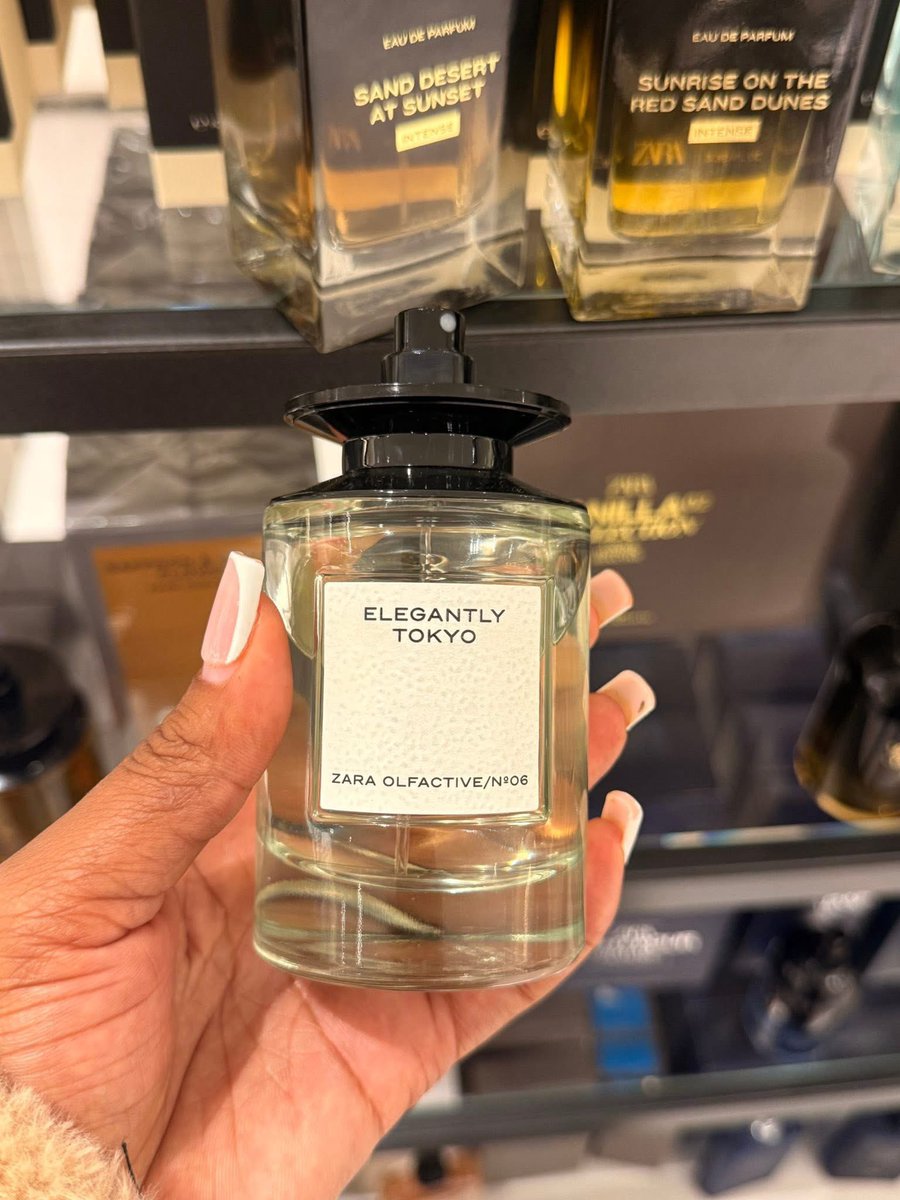 EAU DE PARFUM
SAND DESERT
AT SUNSET
INTENSE
EAU DE PARFUM
SUNRISE ON THE
RED SAND DUNES
INTENSE
ZARA
ELEGANTLY
TOKYO
ZARA OLFACTIVE/Nº06
ZARA